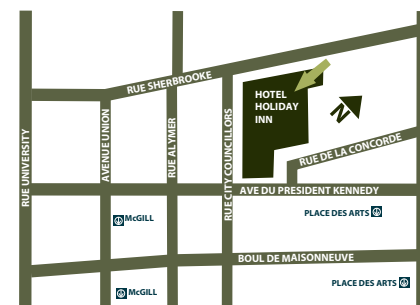 RUE SHERBROOKE
HOTEL
HOLIDAY
INN
N
RUE UNIVERSITY
AVENUE UNION
RUE ALYMER
RUE CITY COUNCILLORS
RUE DE LA CONCORDE
AVE DU PRESIDENT KENNEDY
McGILL
PLACE DES ARTS
BOUL DE MAISONNEUVE
McGILL
PLACE DES ARTS